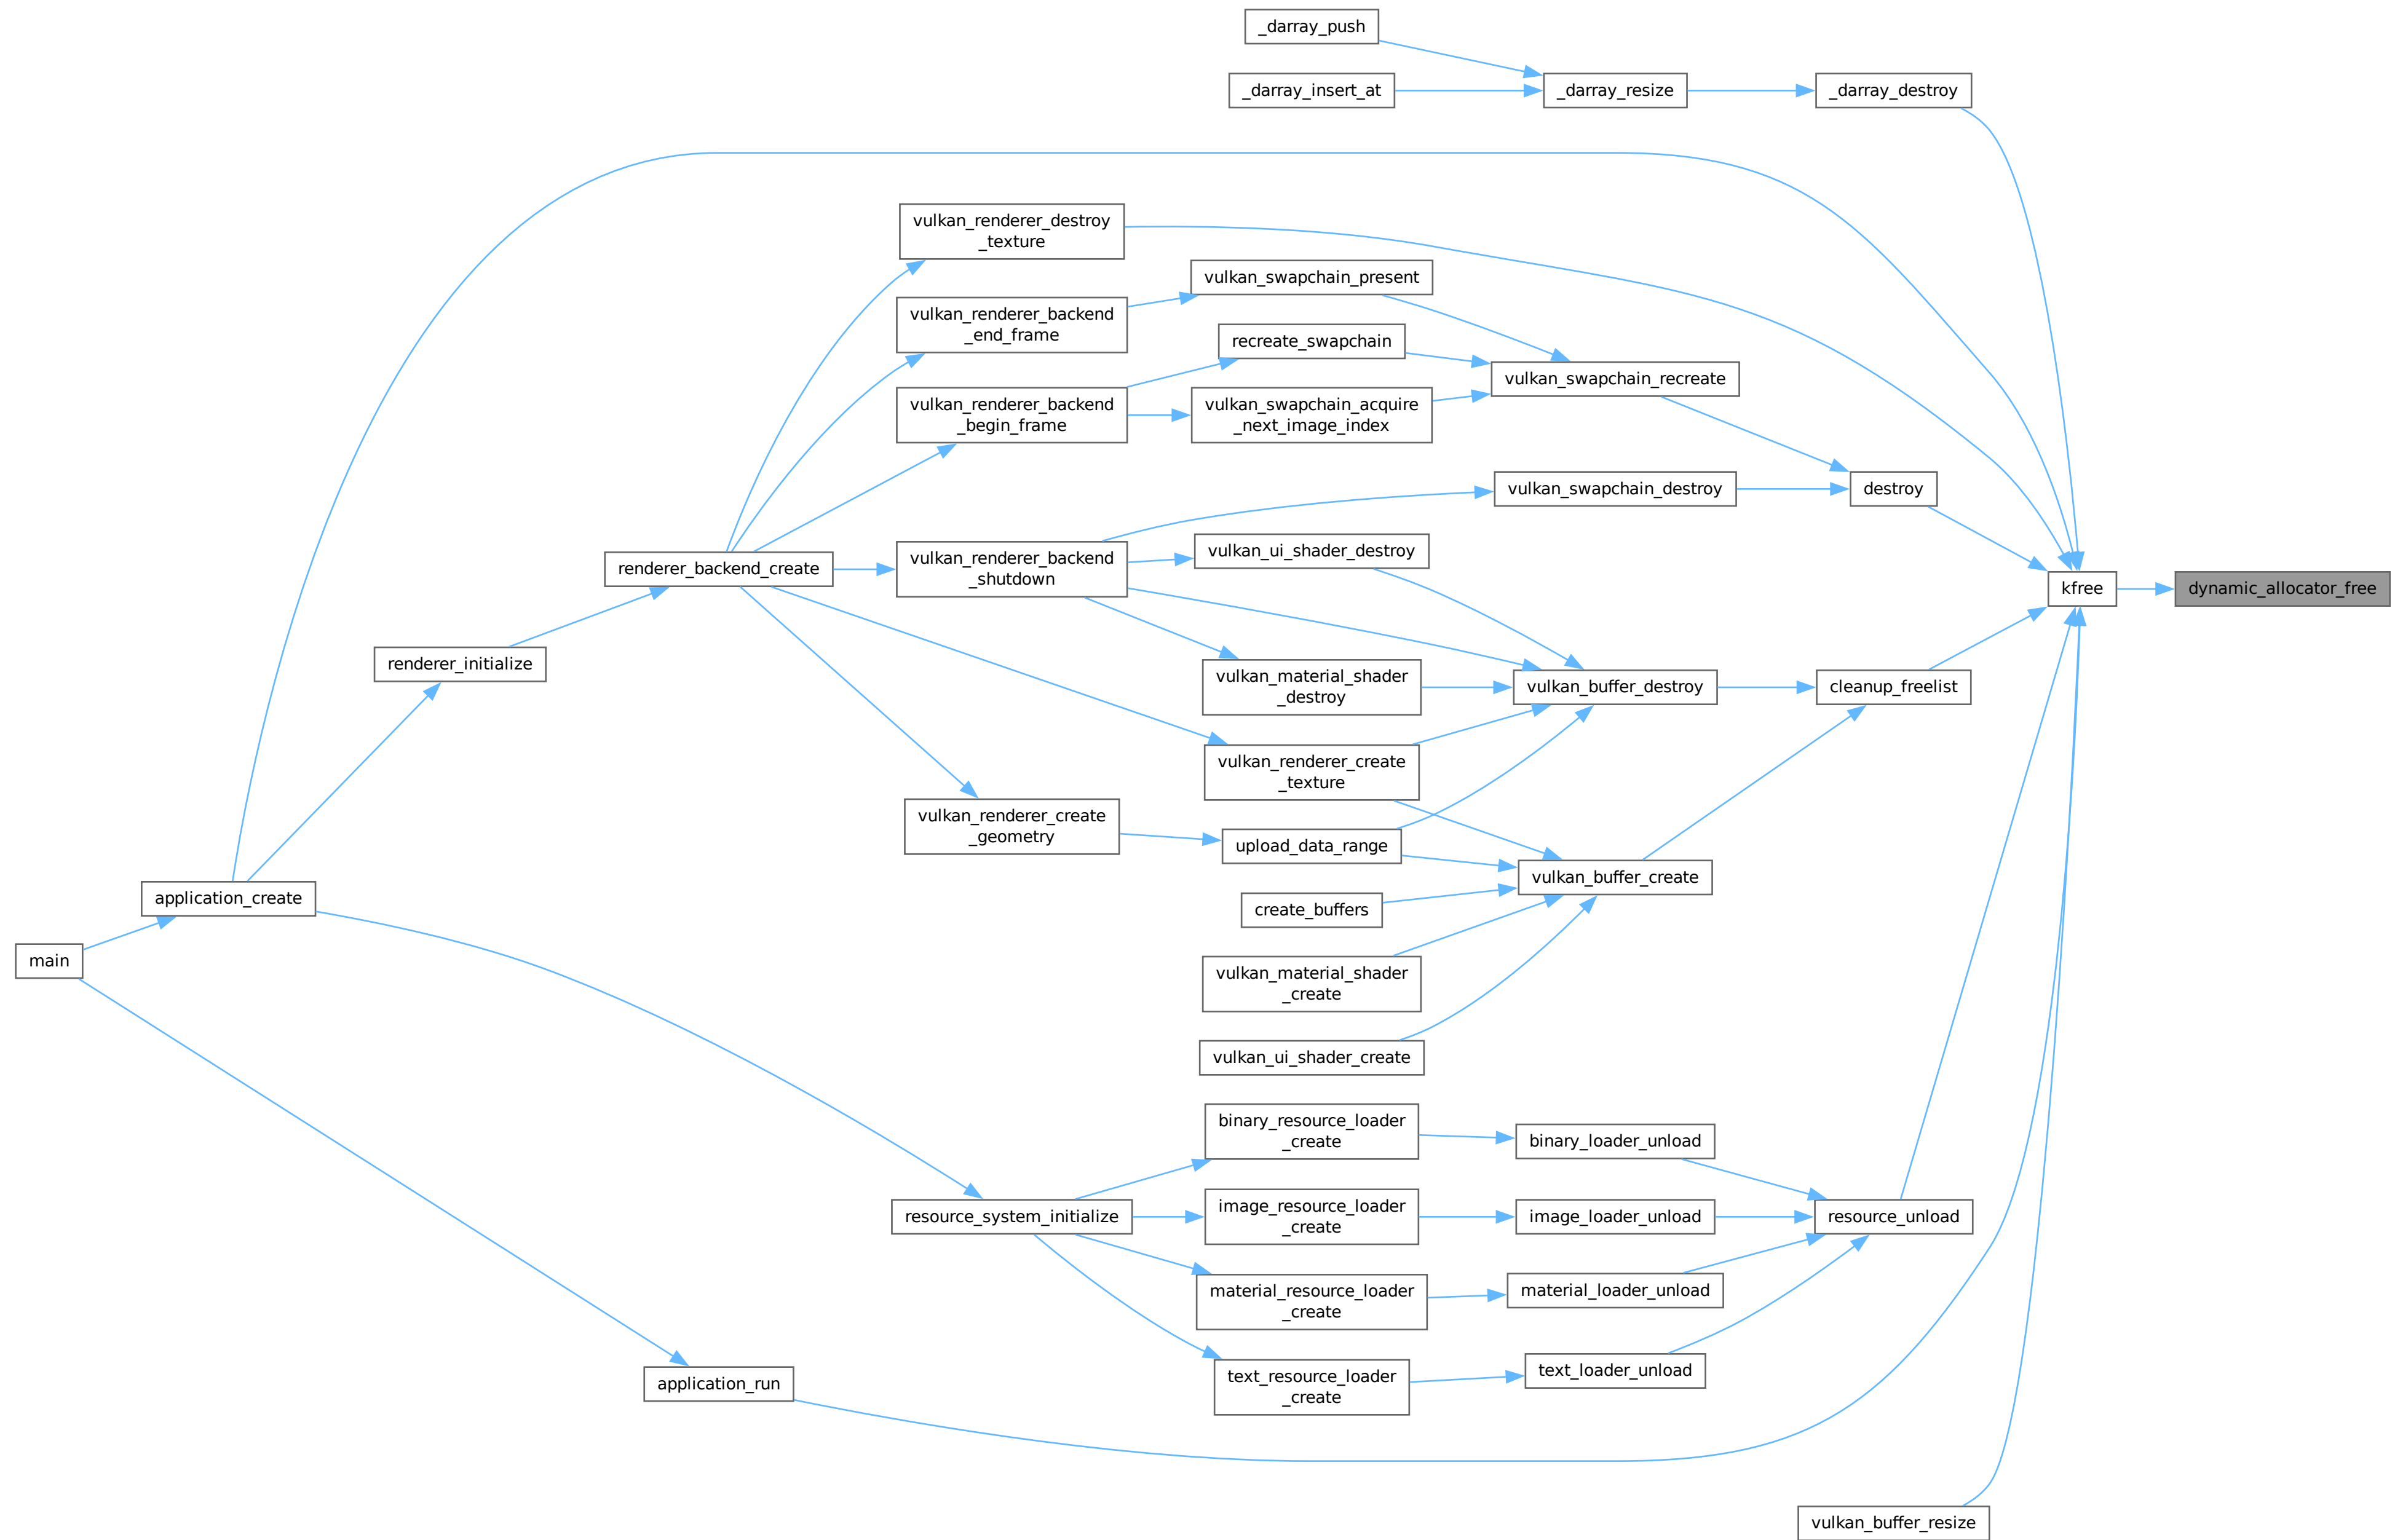 _darray_push
_darray_insert_at
_darray_resize
_darray_destroy
vulkan_renderer_destroy
_texture
vulkan_swapchain_present
vulkan_renderer_backend
_end_frame
recreate_swapchain
vulkan_swapchain_recreate
vulkan_renderer_backend
_begin_frame
vulkan_swapchain_acquire
_next_image_index
vulkan_swapchain_destroy
destroy
vulkan_ui_shader_destroy
renderer_backend_create
vulkan_renderer_backend
_shutdown
kfree
dynamic_allocator_free
renderer_initialize
vulkan_material_shader
_destroy
vulkan_buffer_destroy
cleanup_freelist
vulkan_renderer_create
_texture
vulkan_renderer_create
_geometry
upload_data_range
vulkan_buffer_create
application_create
create_buffers
main
vulkan_material_shader
_create
vulkan_ui_shader_create
binary_resource_loader
_create
binary_loader_unload
resource_system_initialize
image_resource_loader
_create
image_loader_unload
resource_unload
material_resource_loader
_create
material_loader_unload
application_run
text_resource_loader
_create
text_loader_unload
vulkan_buffer_resize